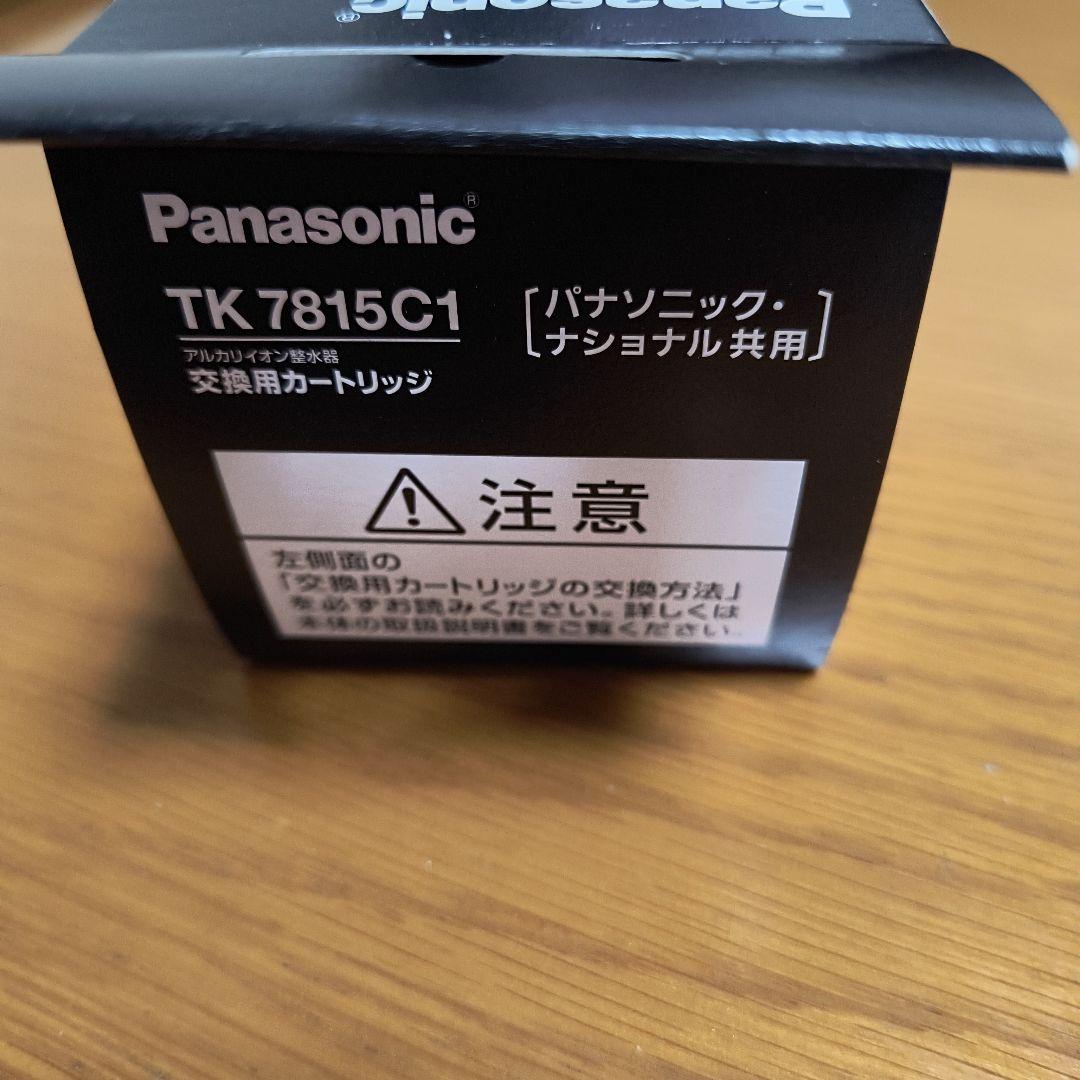 Panasonic®
Panasonic®
TK 7815C1
アルカリイオン整水器
交換用カートリッジ
[パナソニック・
ナショナル共用]
注意
左側面の
「交換用カートリッジの交換方法」
を必ずお読みください。詳しくは
本体の取扱説明書をご覧ください。